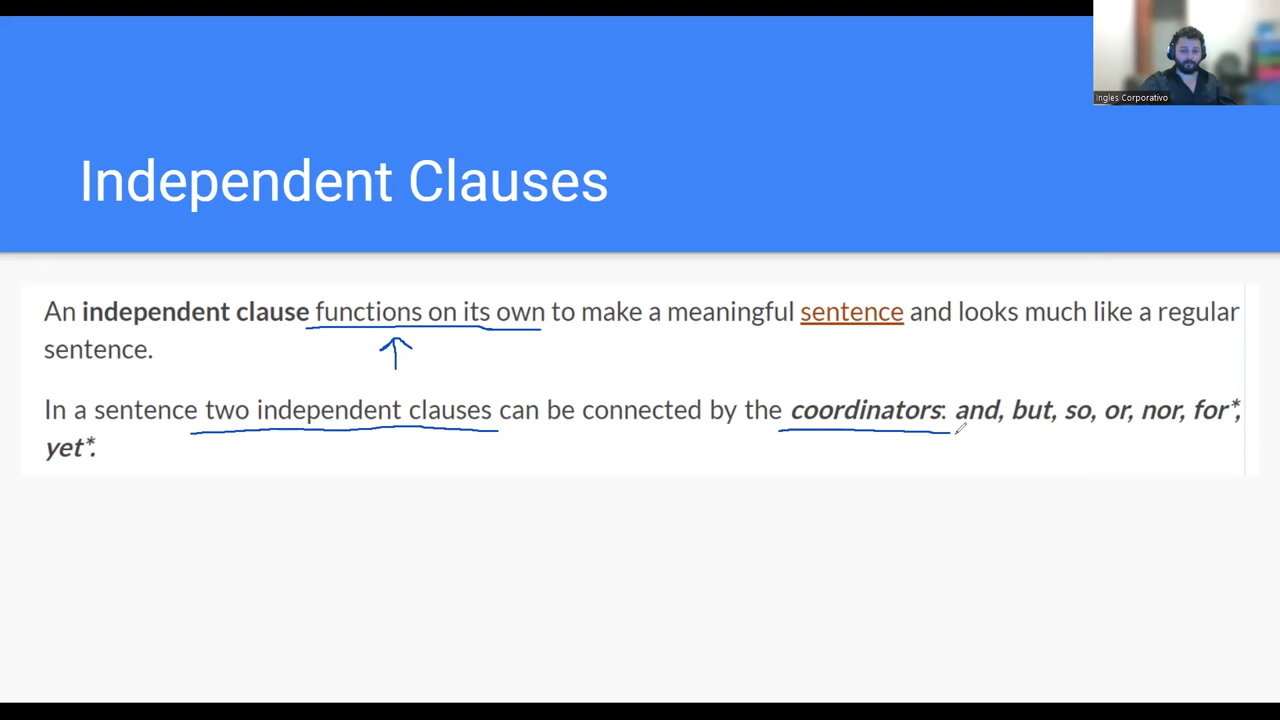 Ingles Corporativo
Independent Clauses
An independent clause functions on its own to make a meaningful sentence and looks much like a regular
sentence.
In a sentence two independent clauses can be connected by the coordinators: and, but, so, or, nor, for*,
yet*.